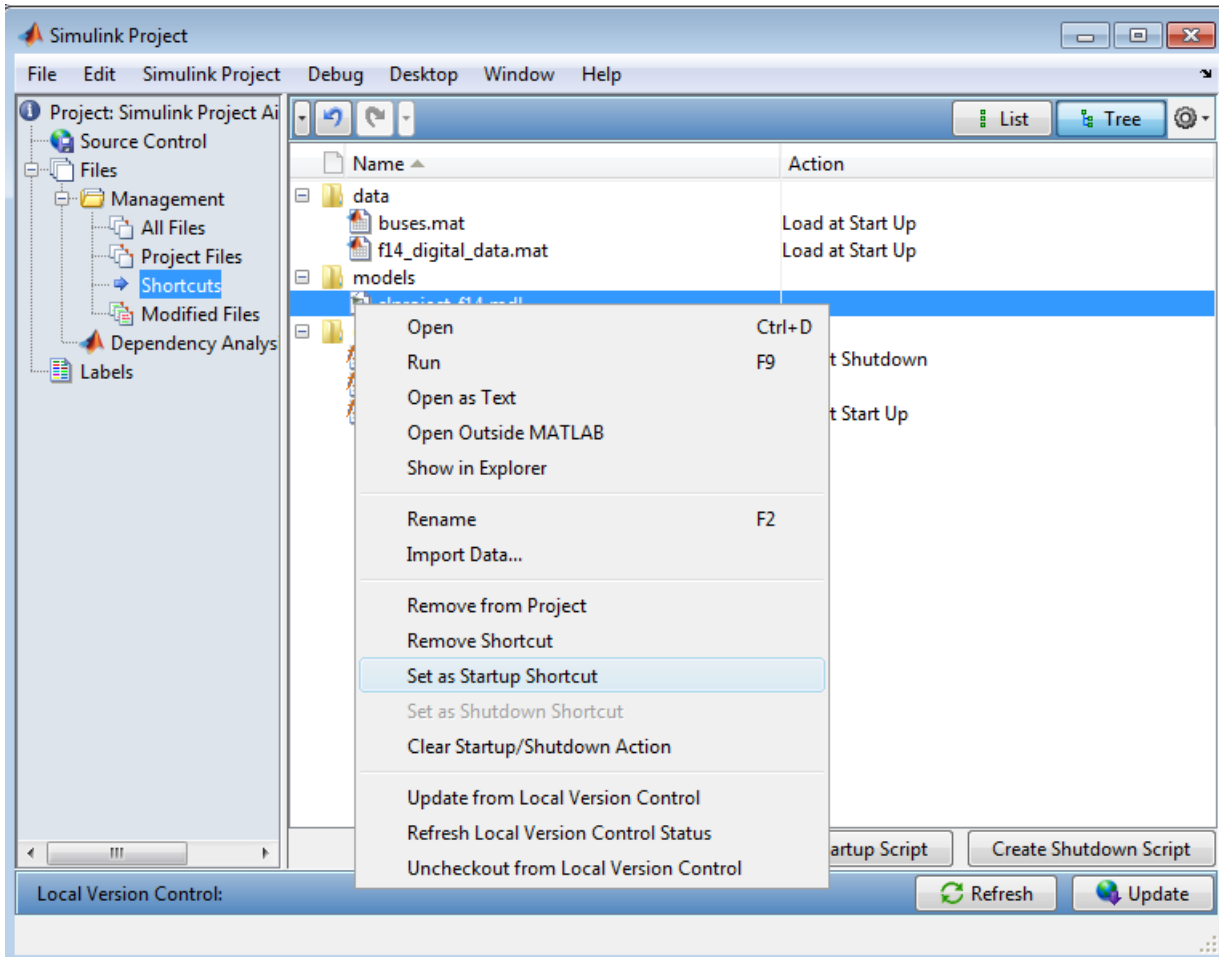 Simulink Project
File Edit Simulink Project Debug Desktop Window Help
Project: Simulink Project Ai
Source Control
Files
Management
All Files
Project Files
Shortcuts
Modified Files
Dependency Analys
Labels
List Tree
Name Action
data
buses.mat Load at Start Up
f14_digital_data.mat Load at Start Up
models
t Shutdown
t Start Up
Open Ctrl+D
Run F9
Open as Text
Open Outside MATLAB
Show in Explorer
Rename F2
Import Data...
Remove from Project
Remove Shortcut
Set as Startup Shortcut
Set as Shutdown Shortcut
Clear Startup/Shutdown Action
Update from Local Version Control
Refresh Local Version Control Status
Uncheckout from Local Version Control
artup Script Create Shutdown Script
Local Version Control: Refresh Update